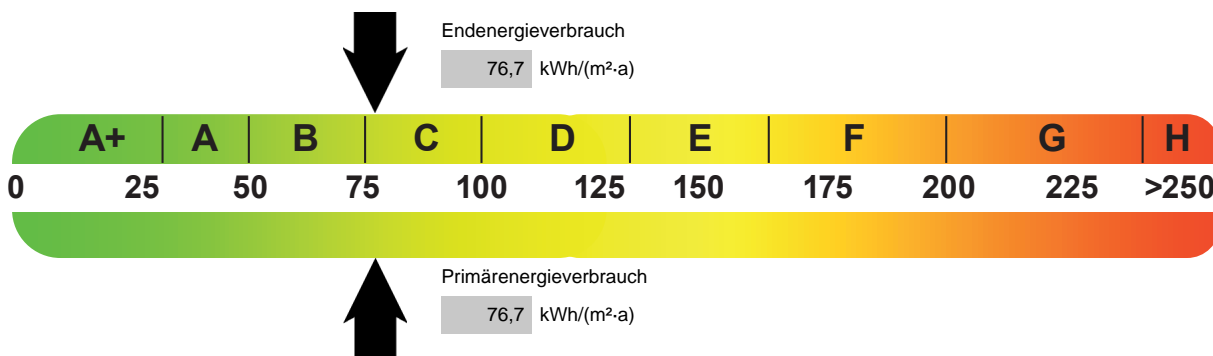 Endenergieverbrauch
76,7 kWh/(m²·a)
A+ A B C D E F G H
0 25 50 75 100 125 150 175 200 225 >250
Primärenergieverbrauch
76,7 kWh/(m²·a)